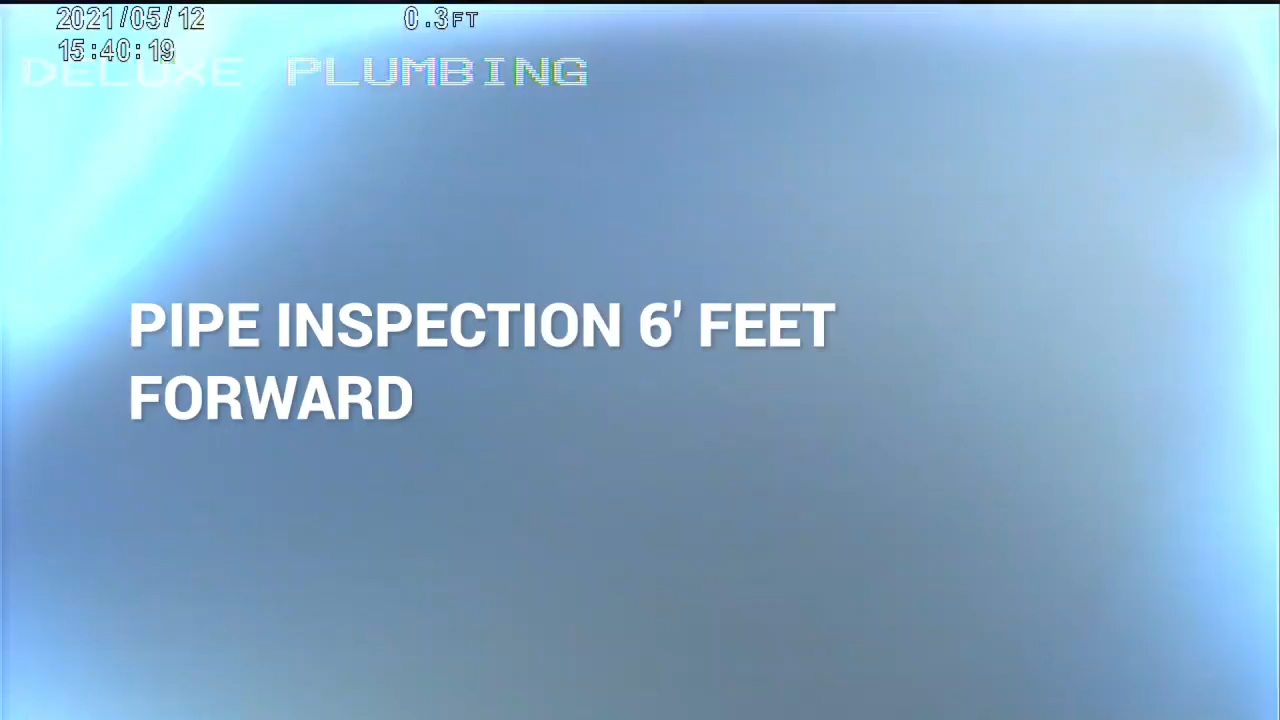 2021/05/12 0.3FT
15:40:19
DELUXE PLUMBING
PIPE INSPECTION 6' FEET
FORWARD